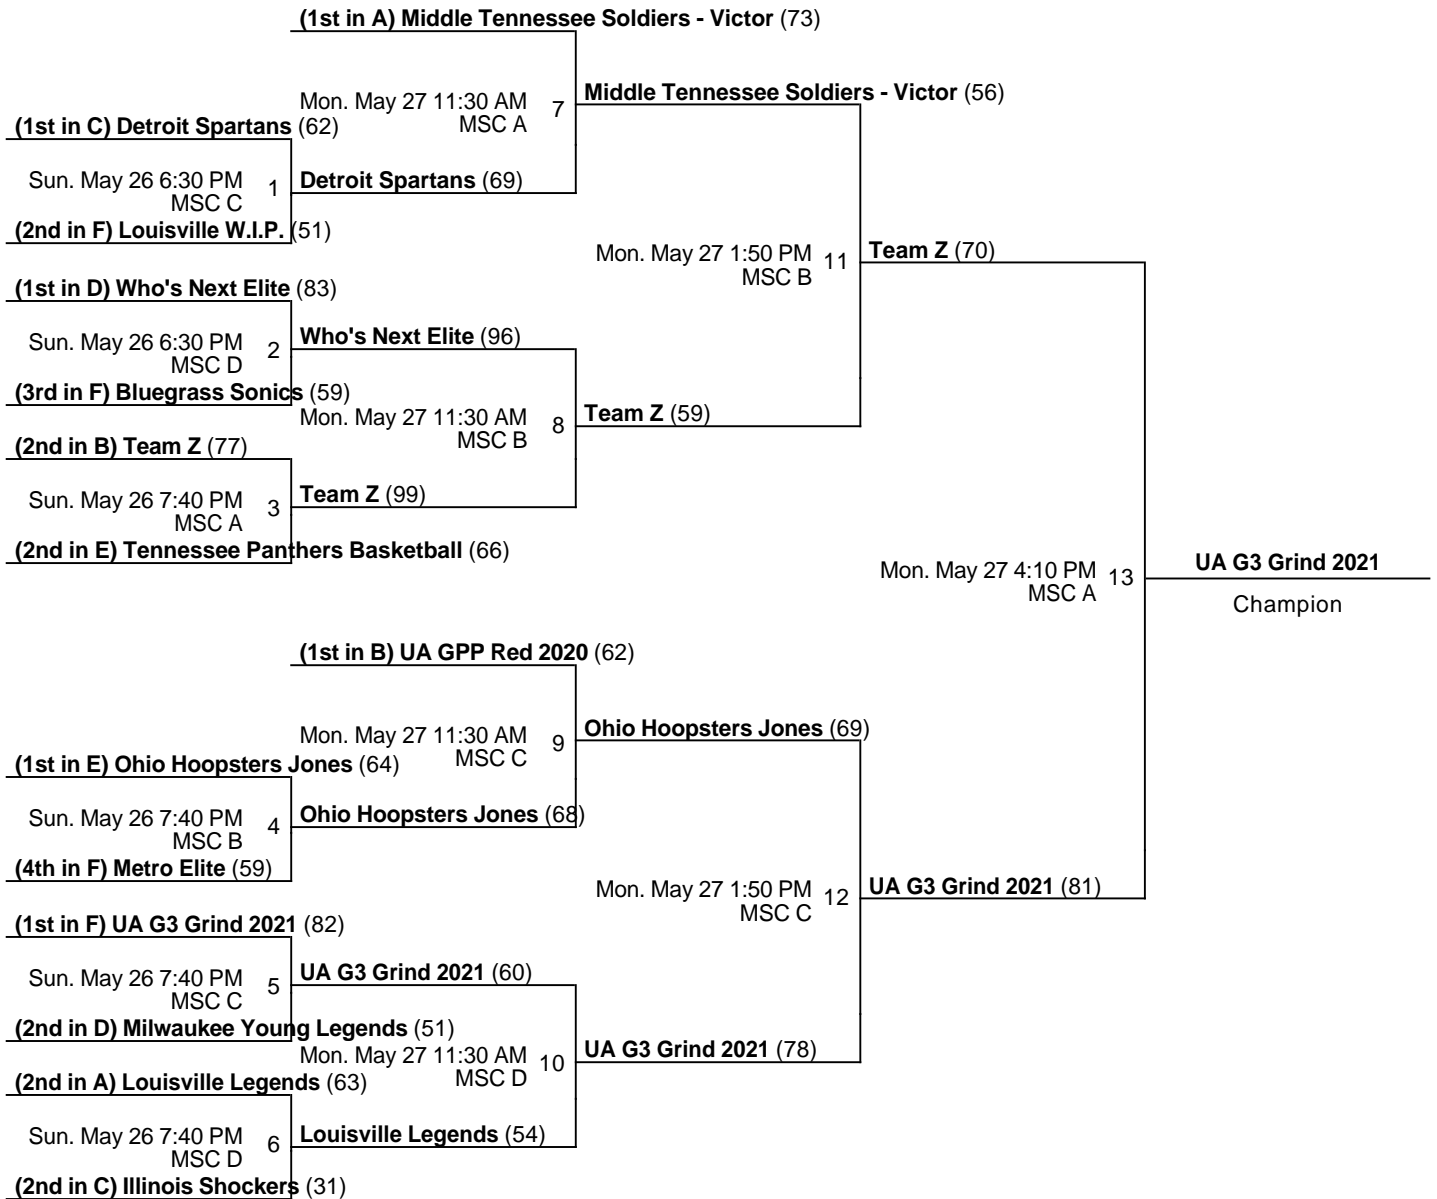 (1st in A) Middle Tennessee Soldiers - Victor (73)
Mon. May 27 11:30 AM 7
MSC A
Middle Tennessee Soldiers - Victor (56)
(1st in C) Detroit Spartans (62)
Sun. May 26 6:30 PM 1
MSC C
Detroit Spartans (69)
(2nd in F) Louisville W.I.P. (51)
Mon. May 27 1:50 PM 11
MSC B
Team Z (70)
(1st in D) Who's Next Elite (83)
Sun. May 26 6:30 PM 2
MSC D
Who's Next Elite (96)
(3rd in F) Bluegrass Sonics (59)
Mon. May 27 11:30 AM 8
MSC B
Team Z (59)
(2nd in B) Team Z (77)
Sun. May 26 7:40 PM 3
MSC A
Team Z (99)
(2nd in E) Tennessee Panthers Basketball (66)
Mon. May 27 4:10 PM 13
MSC A
UA G3 Grind 2021
Champion
(1st in B) UA GPP Red 2020 (62)
Mon. May 27 11:30 AM 9
MSC C
Ohio Hoopsters Jones (69)
(1st in E) Ohio Hoopsters Jones (64)
Sun. May 26 7:40 PM 4
MSC B
Ohio Hoopsters Jones (68)
(4th in F) Metro Elite (59)
Mon. May 27 1:50 PM 12
MSC C
UA G3 Grind 2021 (81)
(1st in F) UA G3 Grind 2021 (82)
Sun. May 26 7:40 PM 5
MSC C
UA G3 Grind 2021 (60)
(2nd in D) Milwaukee Young Legends (51)
Mon. May 27 11:30 AM 10
MSC D
UA G3 Grind 2021 (78)
(2nd in A) Louisville Legends (63)
Sun. May 26 7:40 PM 6
MSC D
Louisville Legends (54)
(2nd in C) Illinois Shockers (31)